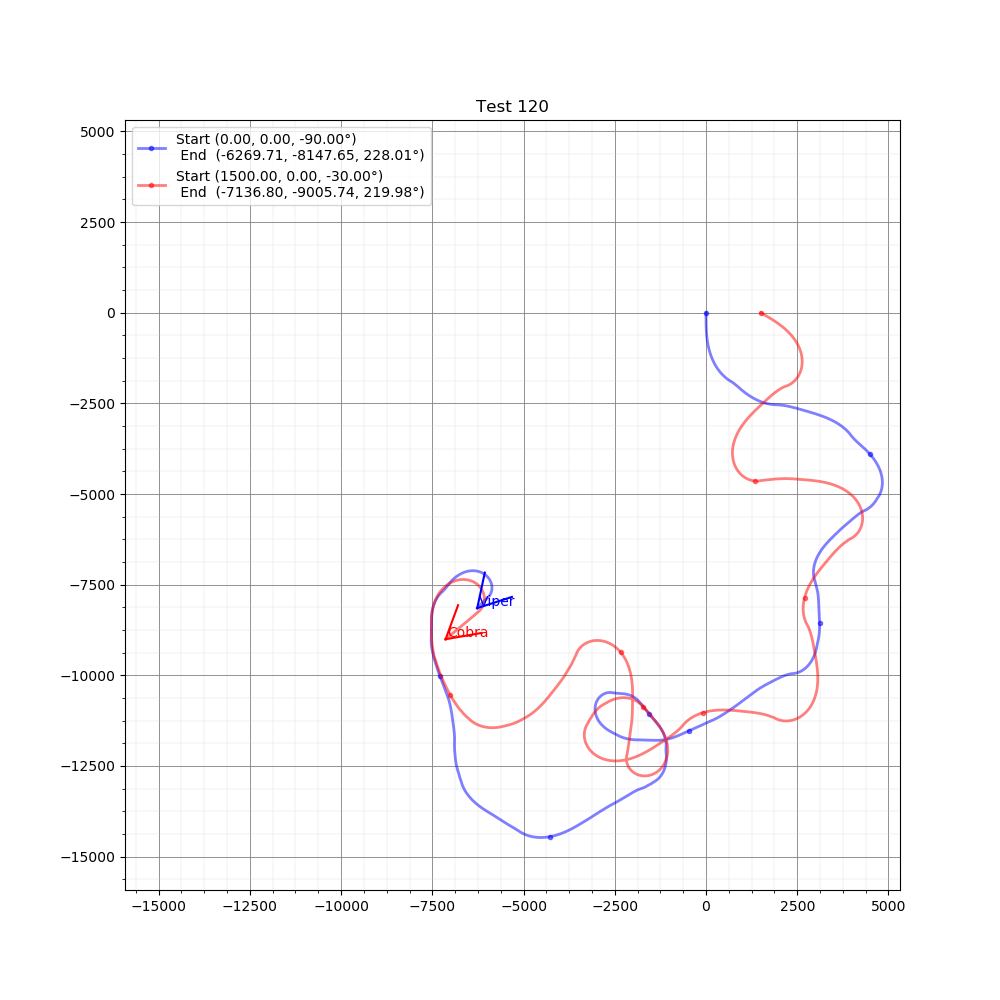 Test 120
Start (0.00, 0.00, -90.00°)
End  (-6269.71, -8147.65, 228.01°)
Start (1500.00, 0.00, -30.00°)
End  (-7136.80, -9005.74, 219.98°)
5000
2500
0
−2500
−5000
−7500
−10000
−12500
−15000
Viper
Cobra
−15000 −12500 −10000 −7500 −5000 −2500 0 2500 5000